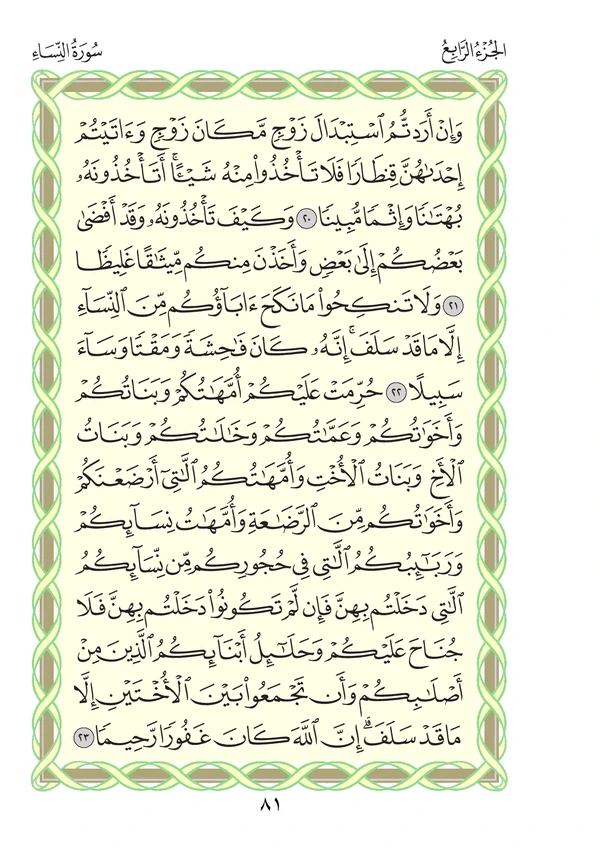 الجُزْءُ الرَّابِعُ
سُورَةُ النِّسَاءِ
وَإِنْ أَرَدتُّمُ ٱسْتِبْدَالَ زَوْجٍ مَّكَانَ زَوْجٍ وَءَاتَيْتُمْ
إِحْدَىٰهُنَّ قِنطَارًا فَلَا تَأْخُذُوا۟ مِنْهُ شَيْـًٔا ۚ أَتَأْخُذُونَهُۥ
بُهْتَـٰنًا وَإِثْمًا مُّبِينًا ٢٠ وَكَيْفَ تَأْخُذُونَهُۥ وَقَدْ أَفْضَىٰ
بَعْضُكُمْ إِلَىٰ بَعْضٍ وَأَخَذْنَ مِنكُم مِّيثَـٰقًا غَلِيظًا
٢١ وَلَا تَنكِحُوا۟ مَا نَكَحَ ءَابَآؤُكُم مِّنَ ٱلنِّسَآءِ
إِلَّا مَا قَدْ سَلَفَ ۚ إِنَّهُۥ كَانَ فَـٰحِشَةً وَمَقْتًا وَسَآءَ
سَبِيلًا ٢٢ حُرِّمَتْ عَلَيْكُمْ أُمَّهَـٰتُكُمْ وَبَنَاتُكُمْ
وَأَخَوَٰتُكُمْ وَعَمَّـٰتُكُمْ وَخَـٰلَـٰتُكُمْ وَبَنَاتُ
ٱلْأَخِ وَبَنَاتُ ٱلْأُخْتِ وَأُمَّهَـٰتُكُمُ ٱلَّـٰتِىٓ أَرْضَعْنَكُمْ
وَأَخَوَٰتُكُم مِّنَ ٱلرَّضَـٰعَةِ وَأُمَّهَـٰتُ نِسَآئِكُمْ
وَرَبَـٰٓئِبُكُمُ ٱلَّـٰتِى فِى حُجُورِكُم مِّن نِّسَآئِكُمُ
ٱلَّـٰتِى دَخَلْتُم بِهِنَّ فَإِن لَّمْ تَكُونُوا۟ دَخَلْتُم بِهِنَّ فَلَا
جُنَاحَ عَلَيْكُمْ وَحَلَـٰٓئِلُ أَبْنَآئِكُمُ ٱلَّذِينَ مِنْ
أَصْلَـٰبِكُمْ وَأَن تَجْمَعُوا۟ بَيْنَ ٱلْأُخْتَيْنِ إِلَّا
مَا قَدْ سَلَفَ ۗ إِنَّ ٱللَّهَ كَانَ غَفُورًا رَّحِيمًا ٢٣
٨١